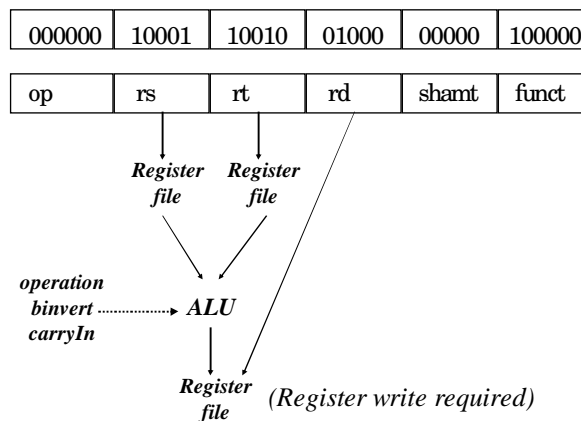 000000 10001 10010 01000 00000 100000
op rs rt rd shamt funct
Register file
Register file
operation
binvert
carryIn
ALU
Register file
(Register write required)